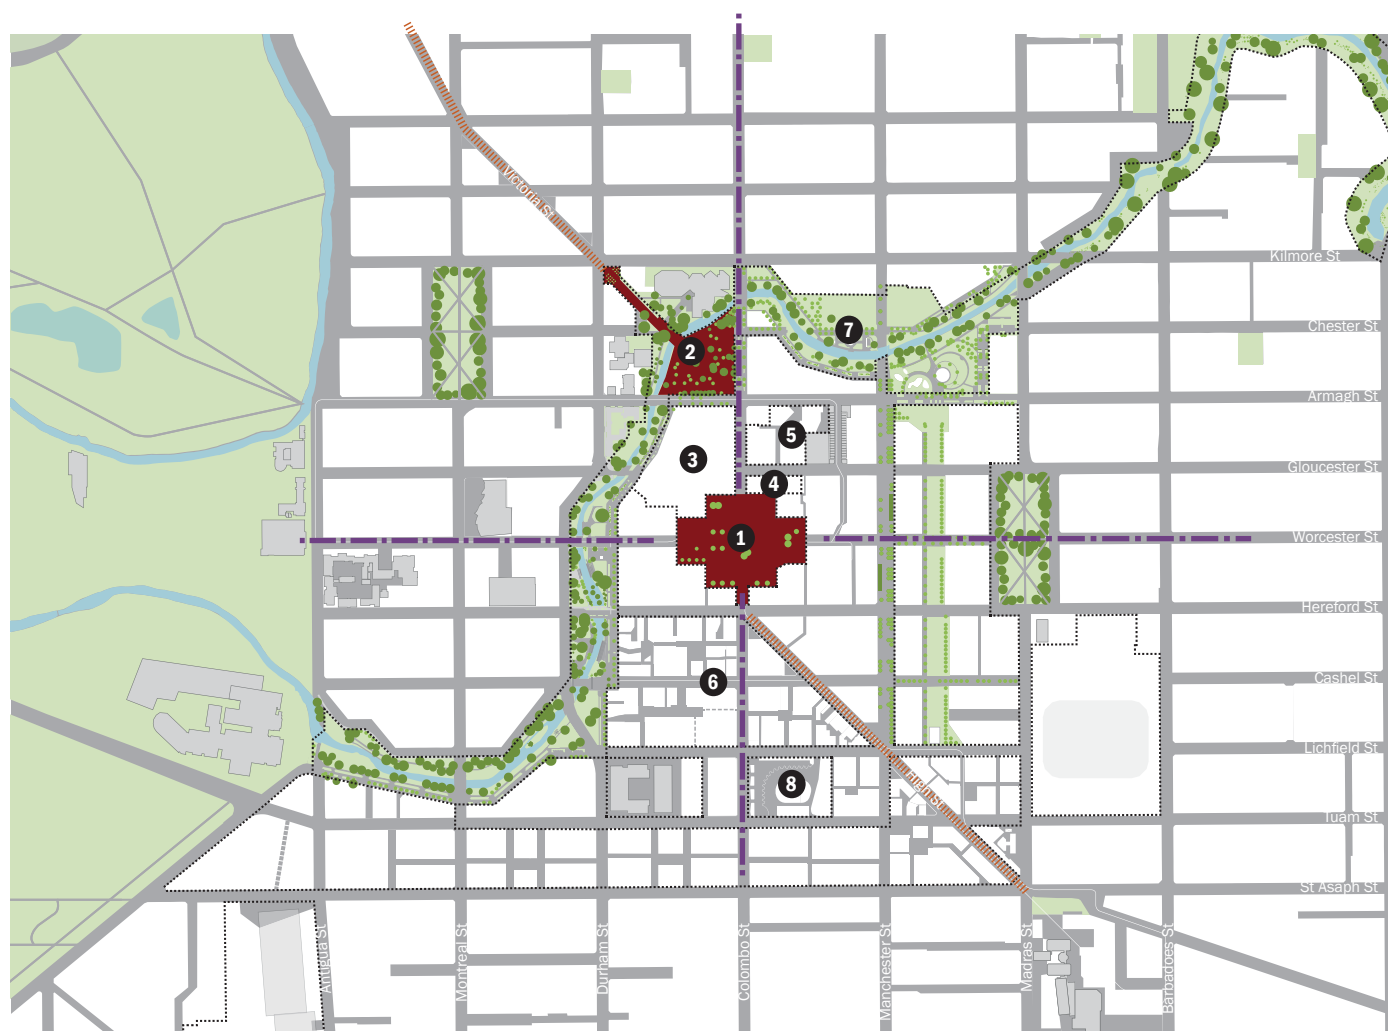 Victoria St
Kilmore St
Chester St
7
2
Armagh St
5
3
Gloucester St
4
1
Worcester St
Hereford St
6
Cashel St
Lichfield St
8
High St
Tuam St
St Asaph St
Antigua St
Montreal St
Durham St
Colombo St
Manchester St
Madras St
Barbadoes St